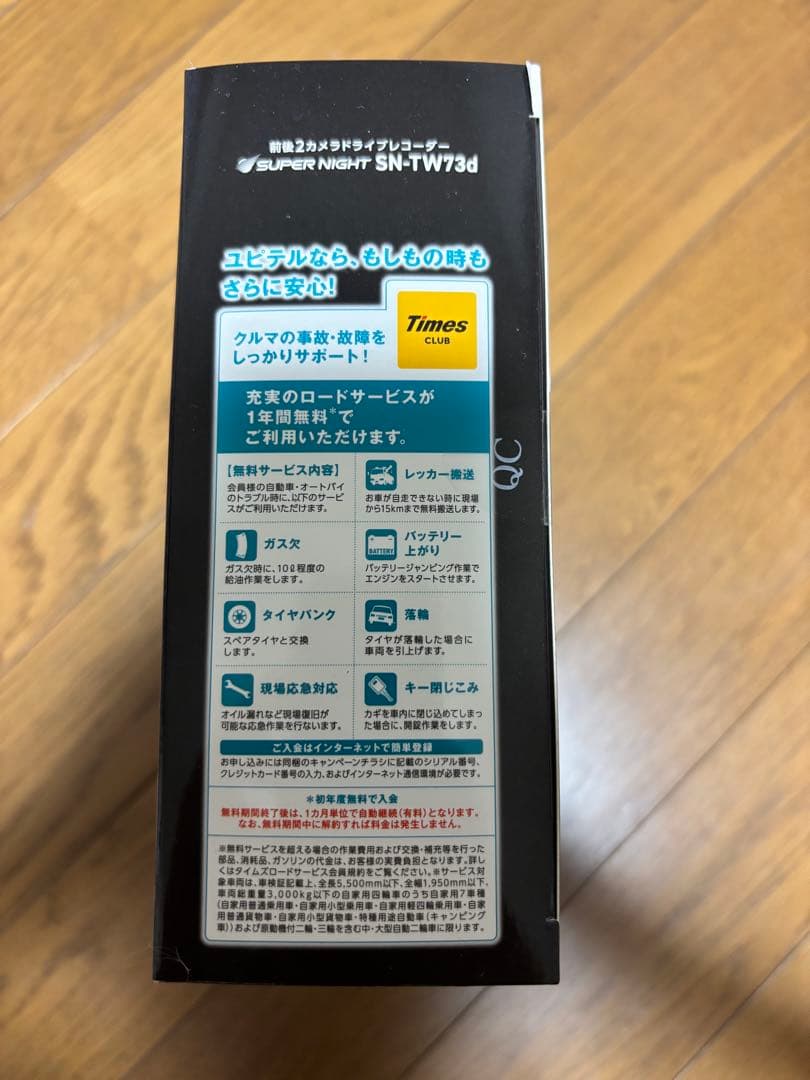 前後2カメラドライブレコーダー
SUPER NIGHT SN-TW73d
ユピテルなら、もしもの時も
さらに安心!
Times
CLUB
クルマの事故・故障を
しっかりサポート!
充実のロードサービスが
1年間無料*で
ご利用いただけます。
QC
【無料サービス内容】
会員様の自動車・オートバイ
のトラブル時に、以下のサービ
スがご利用いただけます。
レッカー搬送
お車が自走できない時に現場
から15kmまで無料搬送します。
ガス欠
ガス欠時に、10ℓ程度の
給油作業をします。
BATTERY
バッテリー
上がり
バッテリージャンピング作業で
エンジンをスタートさせます。
タイヤパンク
スペアタイヤと交換
します。
落輪
タイヤが落輪した場合に
車両を引上げます。
現場応急対応
オイル漏れなど現場復旧が
可能な応急作業を行ないます。
キー閉じこみ
カギを車内に閉じ込めてしまっ
た場合に、開錠作業をします。
ご入会はインターネットで簡単登録
お申し込みには同梱のキャンペーンチラシに記載のシリアル番号、
クレジットカード番号の入力、およびインターネット通信環境が必要です。
*初年度無料で入会
無料期間終了後は、1カ月単位で自動継続(有料)となります。
なお、無料期間中に解約すれば料金は発生しません。
※無料サービスを超える場合の作業費用および交換・補充等を行った
部品、消耗品、ガソリンの代金は、お客様の実費負担となります。詳し
くはタイムズロードサービス会員規約をご覧ください。※サービス対
象車両は、車検証記載上、全長5,500mm以下、全幅1,950mm以下、
車両総重量3,000kg以下の自家用四輪車のうち自家用7車種
(自家用普通乗用車・自家用小型乗用車・自家用軽四輪乗用車・自家
用普通貨物車・自家用小型貨物車・特種用途自動車(キャンピング
車))および原動機付二輪・三輪を含む中・大型自動二輪車に限ります。